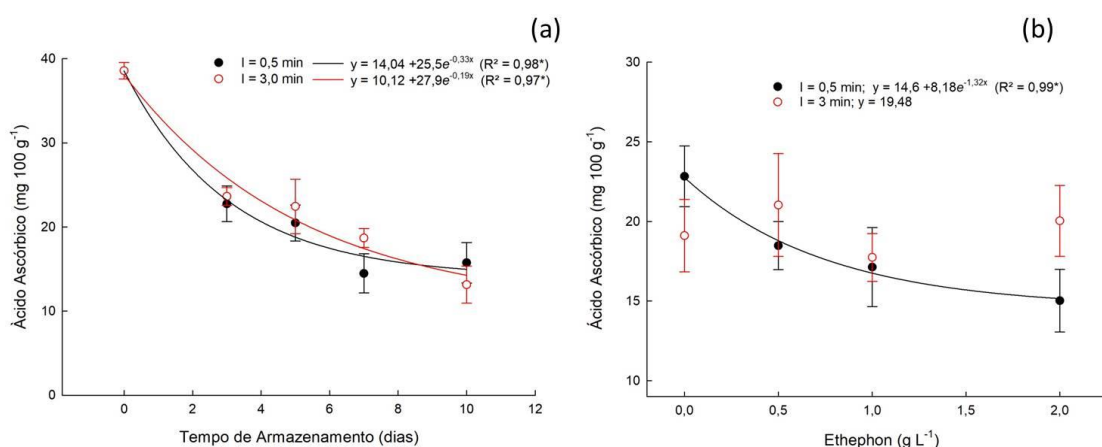 (a)
I = 0,5 min y = 14,04 +25,5e^-0,33x (R² = 0,98*)
I = 3,0 min y = 10,12 +27,9e^-0,19x (R² = 0,97*)
40
30
20
10
0
Àcido Ascórbico (mg 100 g⁻¹)
0 2 4 6 8 10 12
Tempo de Armazenamento (dias)
(b)
I = 0,5 min; y = 14,6 +8,18e^-1,32x (R² = 0,99*)
I = 3 min; y = 19,48
30
25
20
15
10
Ácido Ascórbico (mg 100 g⁻¹)
0,0 0,5 1,0 1,5 2,0
Ethephon (g L⁻¹)